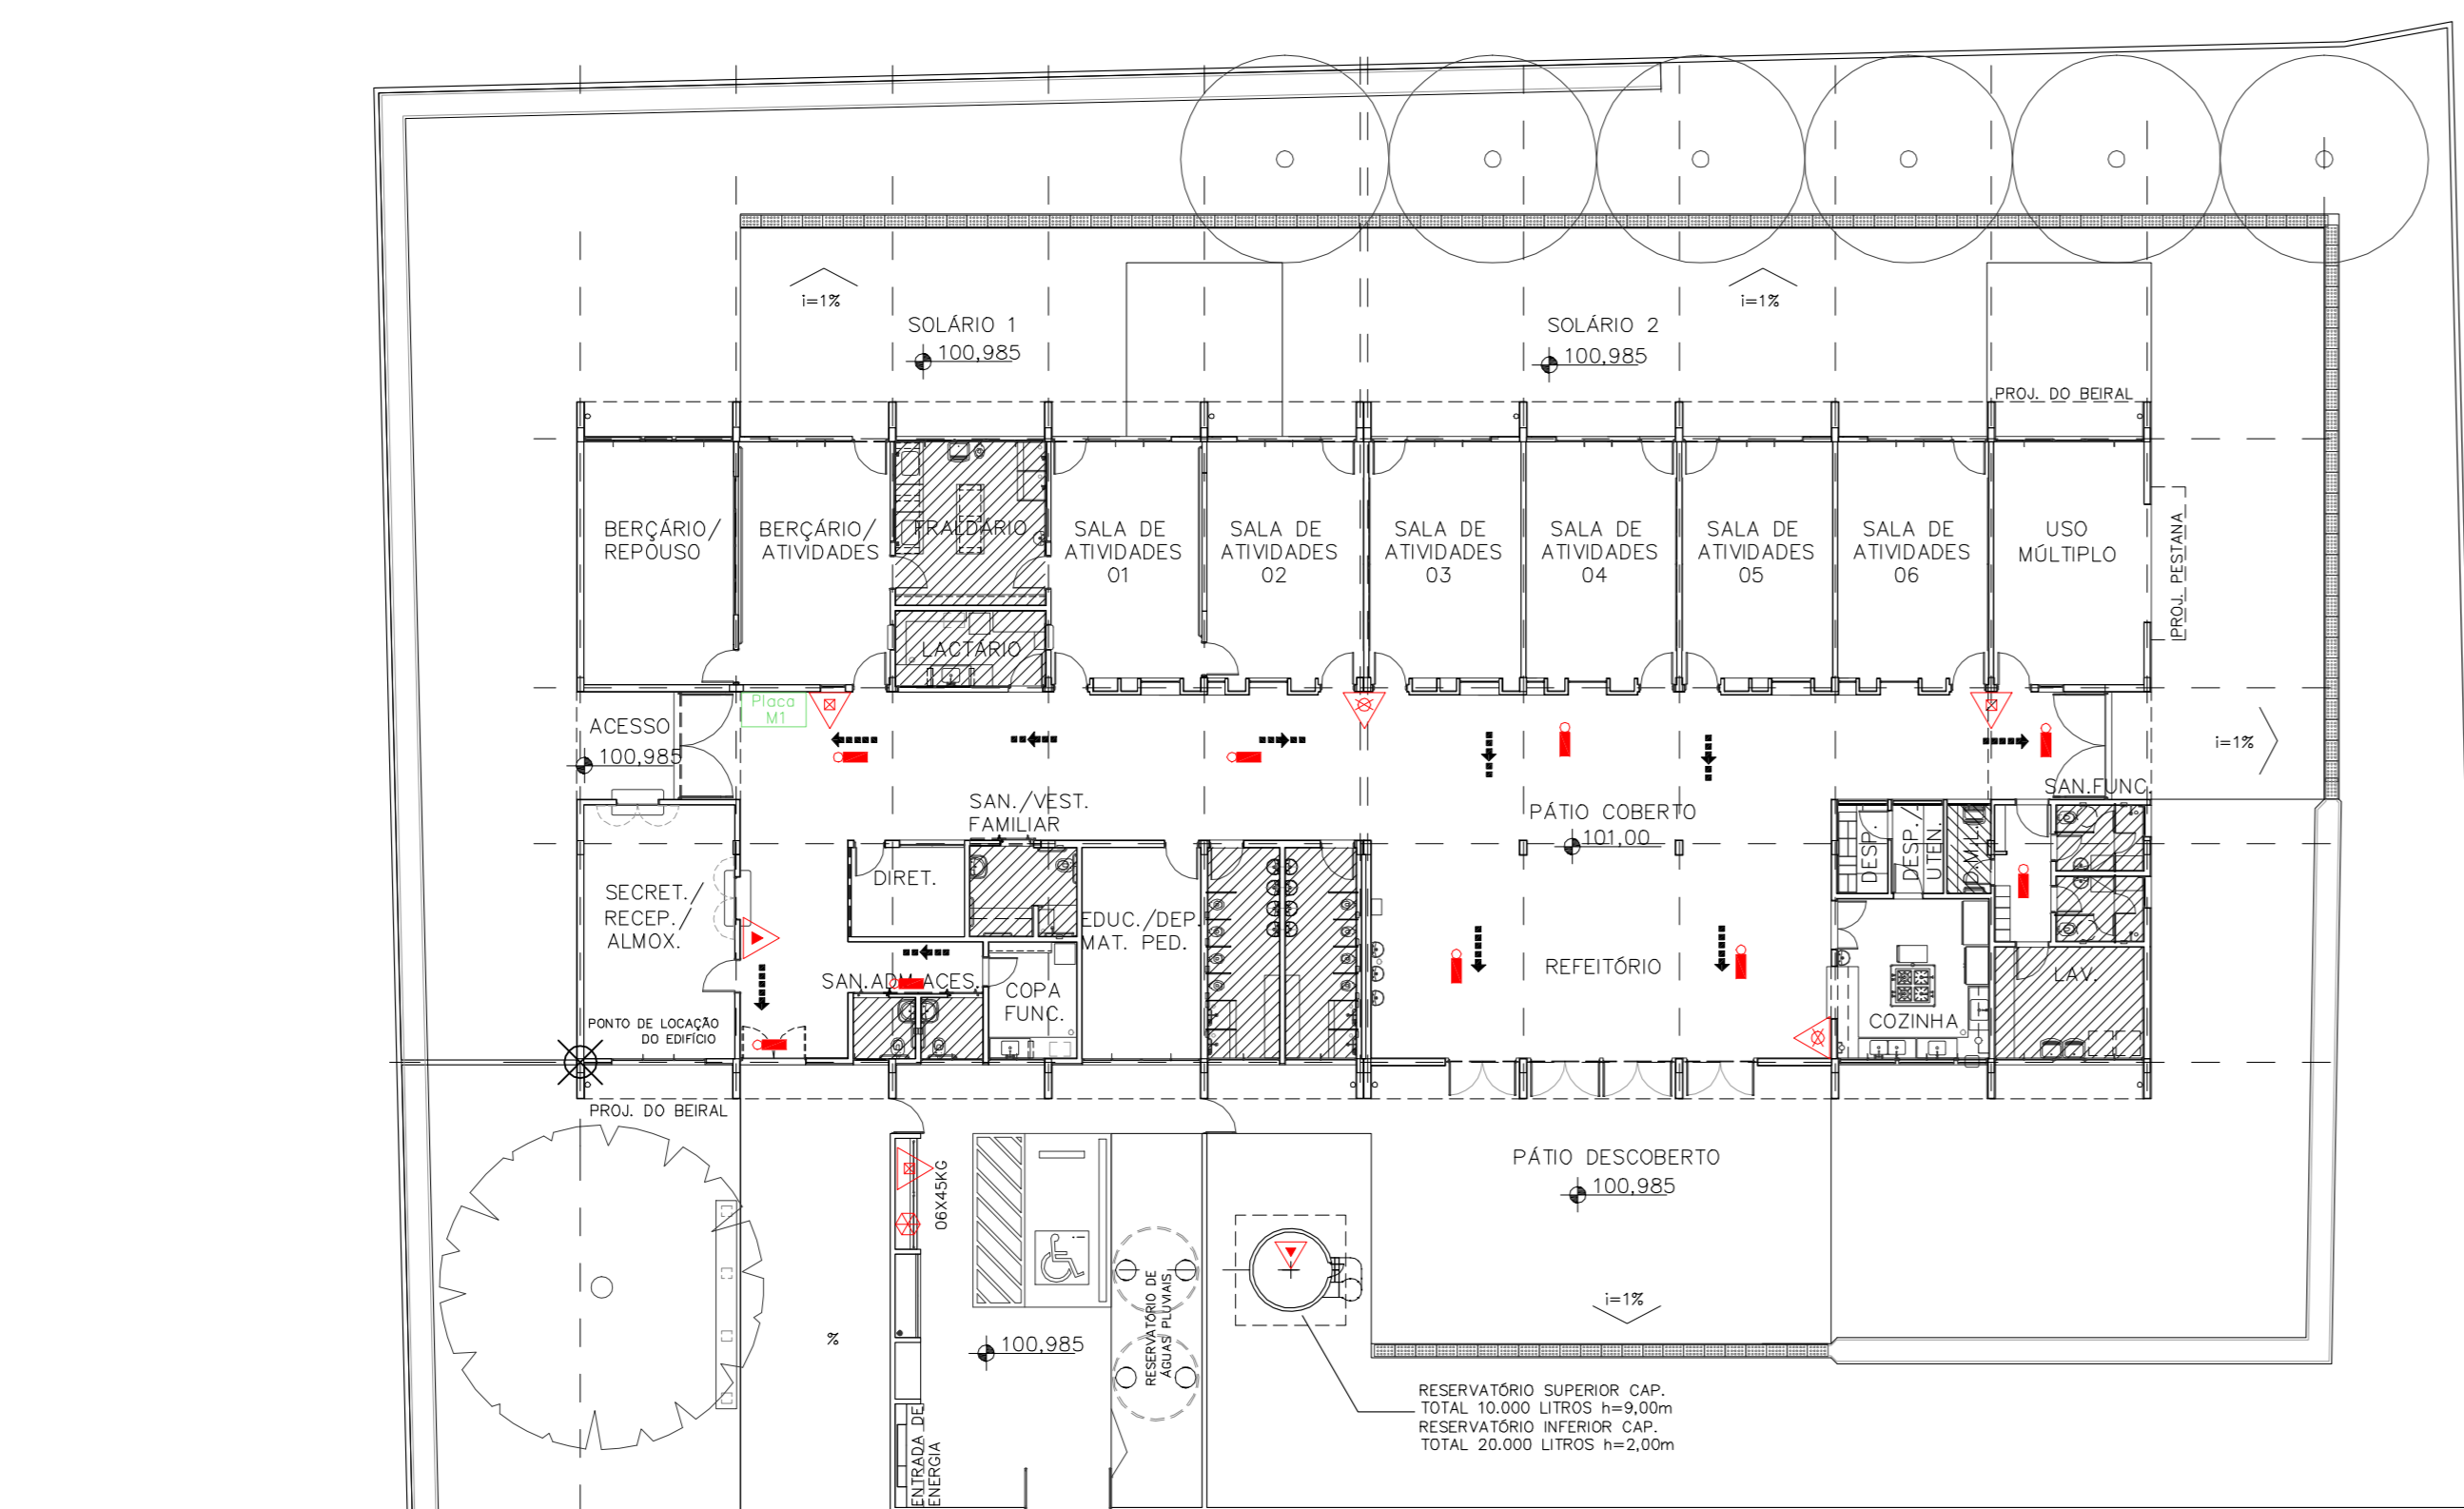 i=1%
i=1%
SOLÁRIO 1
100,985
SOLÁRIO 2
100,985
PROJ. DO BEIRAL
BERÇÁRIO/
REPOUSO
BERÇÁRIO/
ATIVIDADES
FRALDÁRIO
LACTÁRIO
SALA DE
ATIVIDADES
01
SALA DE
ATIVIDADES
02
SALA DE
ATIVIDADES
03
SALA DE
ATIVIDADES
04
SALA DE
ATIVIDADES
05
SALA DE
ATIVIDADES
06
USO
MÚLTIPLO
PROJ. PESTANA
Placa
M1
ACESSO
100,985
i=1%
SAN./VEST.
FAMILIAR
PÁTIO COBERTO
101,00
SAN.FUNC.
DESP.
DESP./
UTEN.
D.M.L.
DIRET.
SECRET./
RECEP./
ALMOX.
EDUC./DEP.
MAT. PED.
REFEITÓRIO
SAN.ADM.ACES.
COPA
FUNC.
LAV.
COZINHA
PONTO DE LOCAÇÃO
DO EDIFÍCIO
PROJ. DO BEIRAL
06X45KG
PÁTIO DESCOBERTO
100,985
i
RESERVATÓRIO DE
ÁGUAS PLUVIAIS
i=1%
%
100,985
RESERVATÓRIO SUPERIOR CAP.
TOTAL 10.000 LITROS h=9,00m
RESERVATÓRIO INFERIOR CAP.
TOTAL 20.000 LITROS h=2,00m
ENTRADA DE
ENERGIA